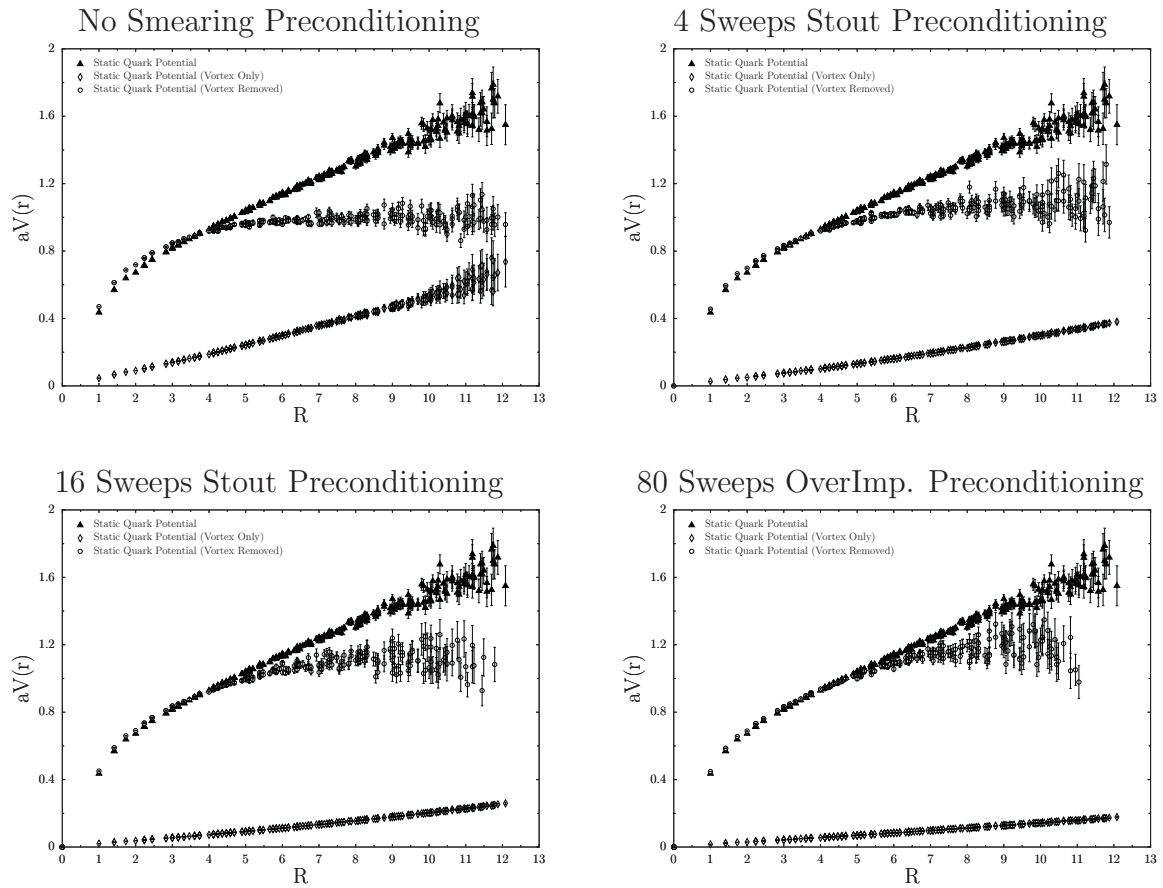 No Smearing Preconditioning
2
1.6
1.2
0.8
0.4
0
aV(r)
Static Quark Potential
Static Quark Potential (Vortex Only)
Static Quark Potential (Vortex Removed)
0 1 2 3 4 5 6 7 8 9 10 11 12 13
R
4 Sweeps Stout Preconditioning
2
1.6
1.2
0.8
0.4
0
aV(r)
Static Quark Potential
Static Quark Potential (Vortex Only)
Static Quark Potential (Vortex Removed)
0 1 2 3 4 5 6 7 8 9 10 11 12 13
R
16 Sweeps Stout Preconditioning
2
1.6
1.2
0.8
0.4
0
aV(r)
Static Quark Potential
Static Quark Potential (Vortex Only)
Static Quark Potential (Vortex Removed)
0 1 2 3 4 5 6 7 8 9 10 11 12 13
R
80 Sweeps OverImp. Preconditioning
2
1.6
1.2
0.8
0.4
0
aV(r)
Static Quark Potential
Static Quark Potential (Vortex Only)
Static Quark Potential (Vortex Removed)
0 1 2 3 4 5 6 7 8 9 10 11 12 13
R